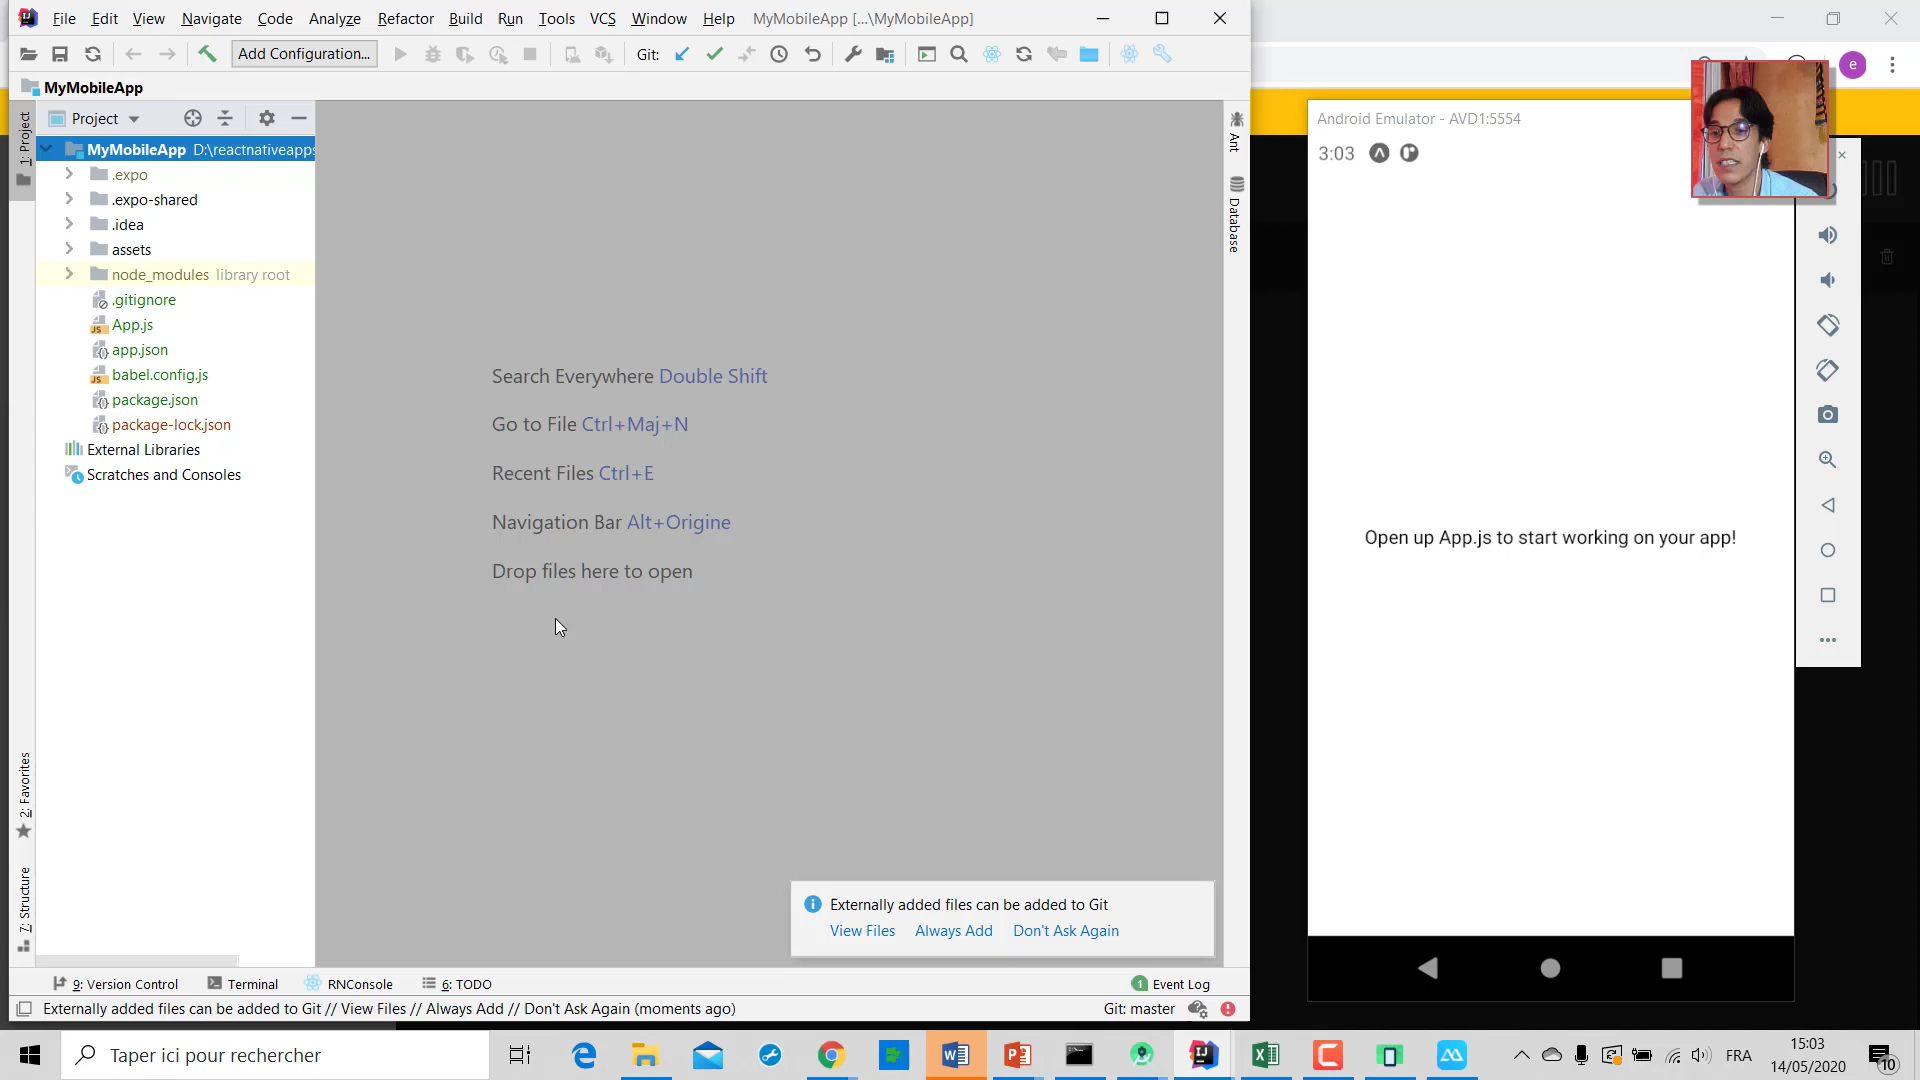 File Edit View Navigate Code Analyze Refactor Build Run Tools VCS Window Help MyMobileApp [...\MyMobileApp]
Add Configuration... Git:
MyMobileApp
1: Project
Project
MyMobileApp D:\reactnativeapps
.expo
.expo-shared
.idea
assets
node_modules library root
.gitignore
App.js
app.json
babel.config.js
package.json
package-lock.json
External Libraries
Scratches and Consoles
2: Favorites
7: Structure
Search Everywhere Double Shift
Go to File Ctrl+Maj+N
Recent Files Ctrl+E
Navigation Bar Alt+Origine
Drop files here to open
Ant
Database
Externally added files can be added to Git
View Files Always Add Don't Ask Again
9: Version Control Terminal RNConsole 6: TODO 1 Event Log
Externally added files can be added to Git // View Files // Always Add // Don't Ask Again (moments ago) Git: master
e
Android Emulator - AVD1:5554
3:03
Open up App.js to start working on your app!
Taper ici pour rechercher
FRA
15:03
14/05/2020
10